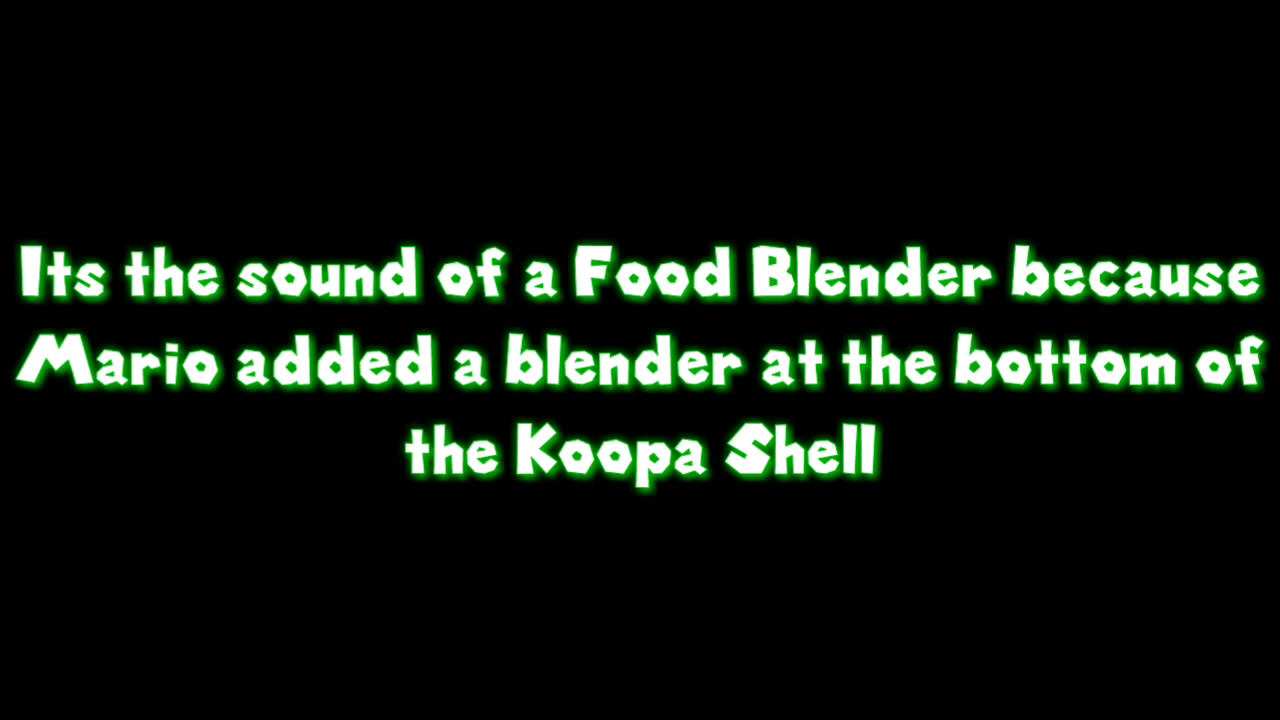 Its the sound of a Food Blender because
Mario added a blender at the bottom of
the Koopa Shell